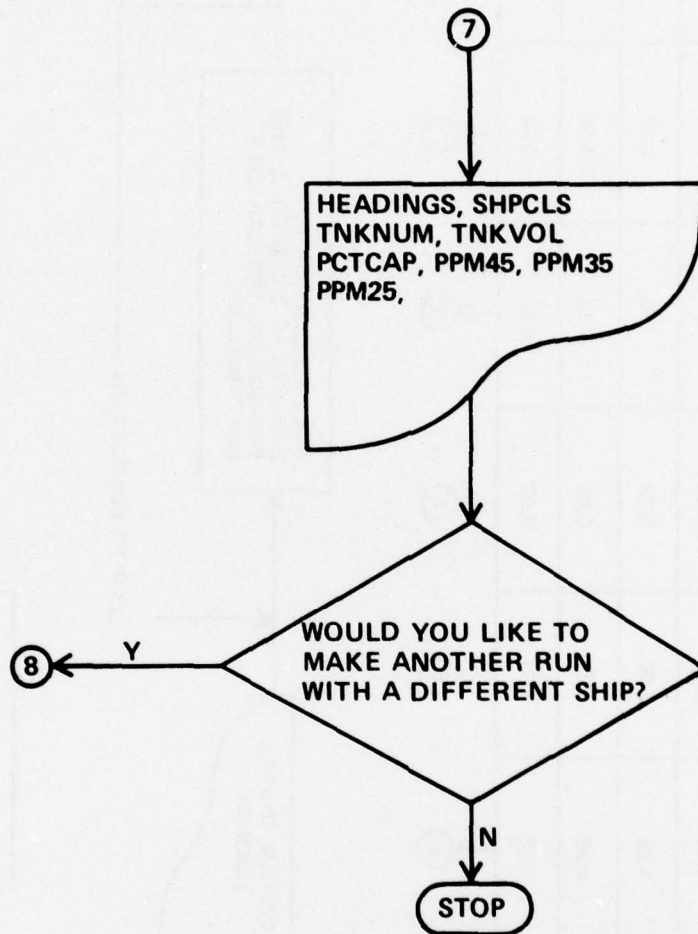 7
HEADINGS, SHPCLS
TNKNUM, TNKVOL
PCTCAP, PPM45, PPM35
PPM25,
WOULD YOU LIKE TO
MAKE ANOTHER RUN
WITH A DIFFERENT SHIP?
Y
8
N
STOP